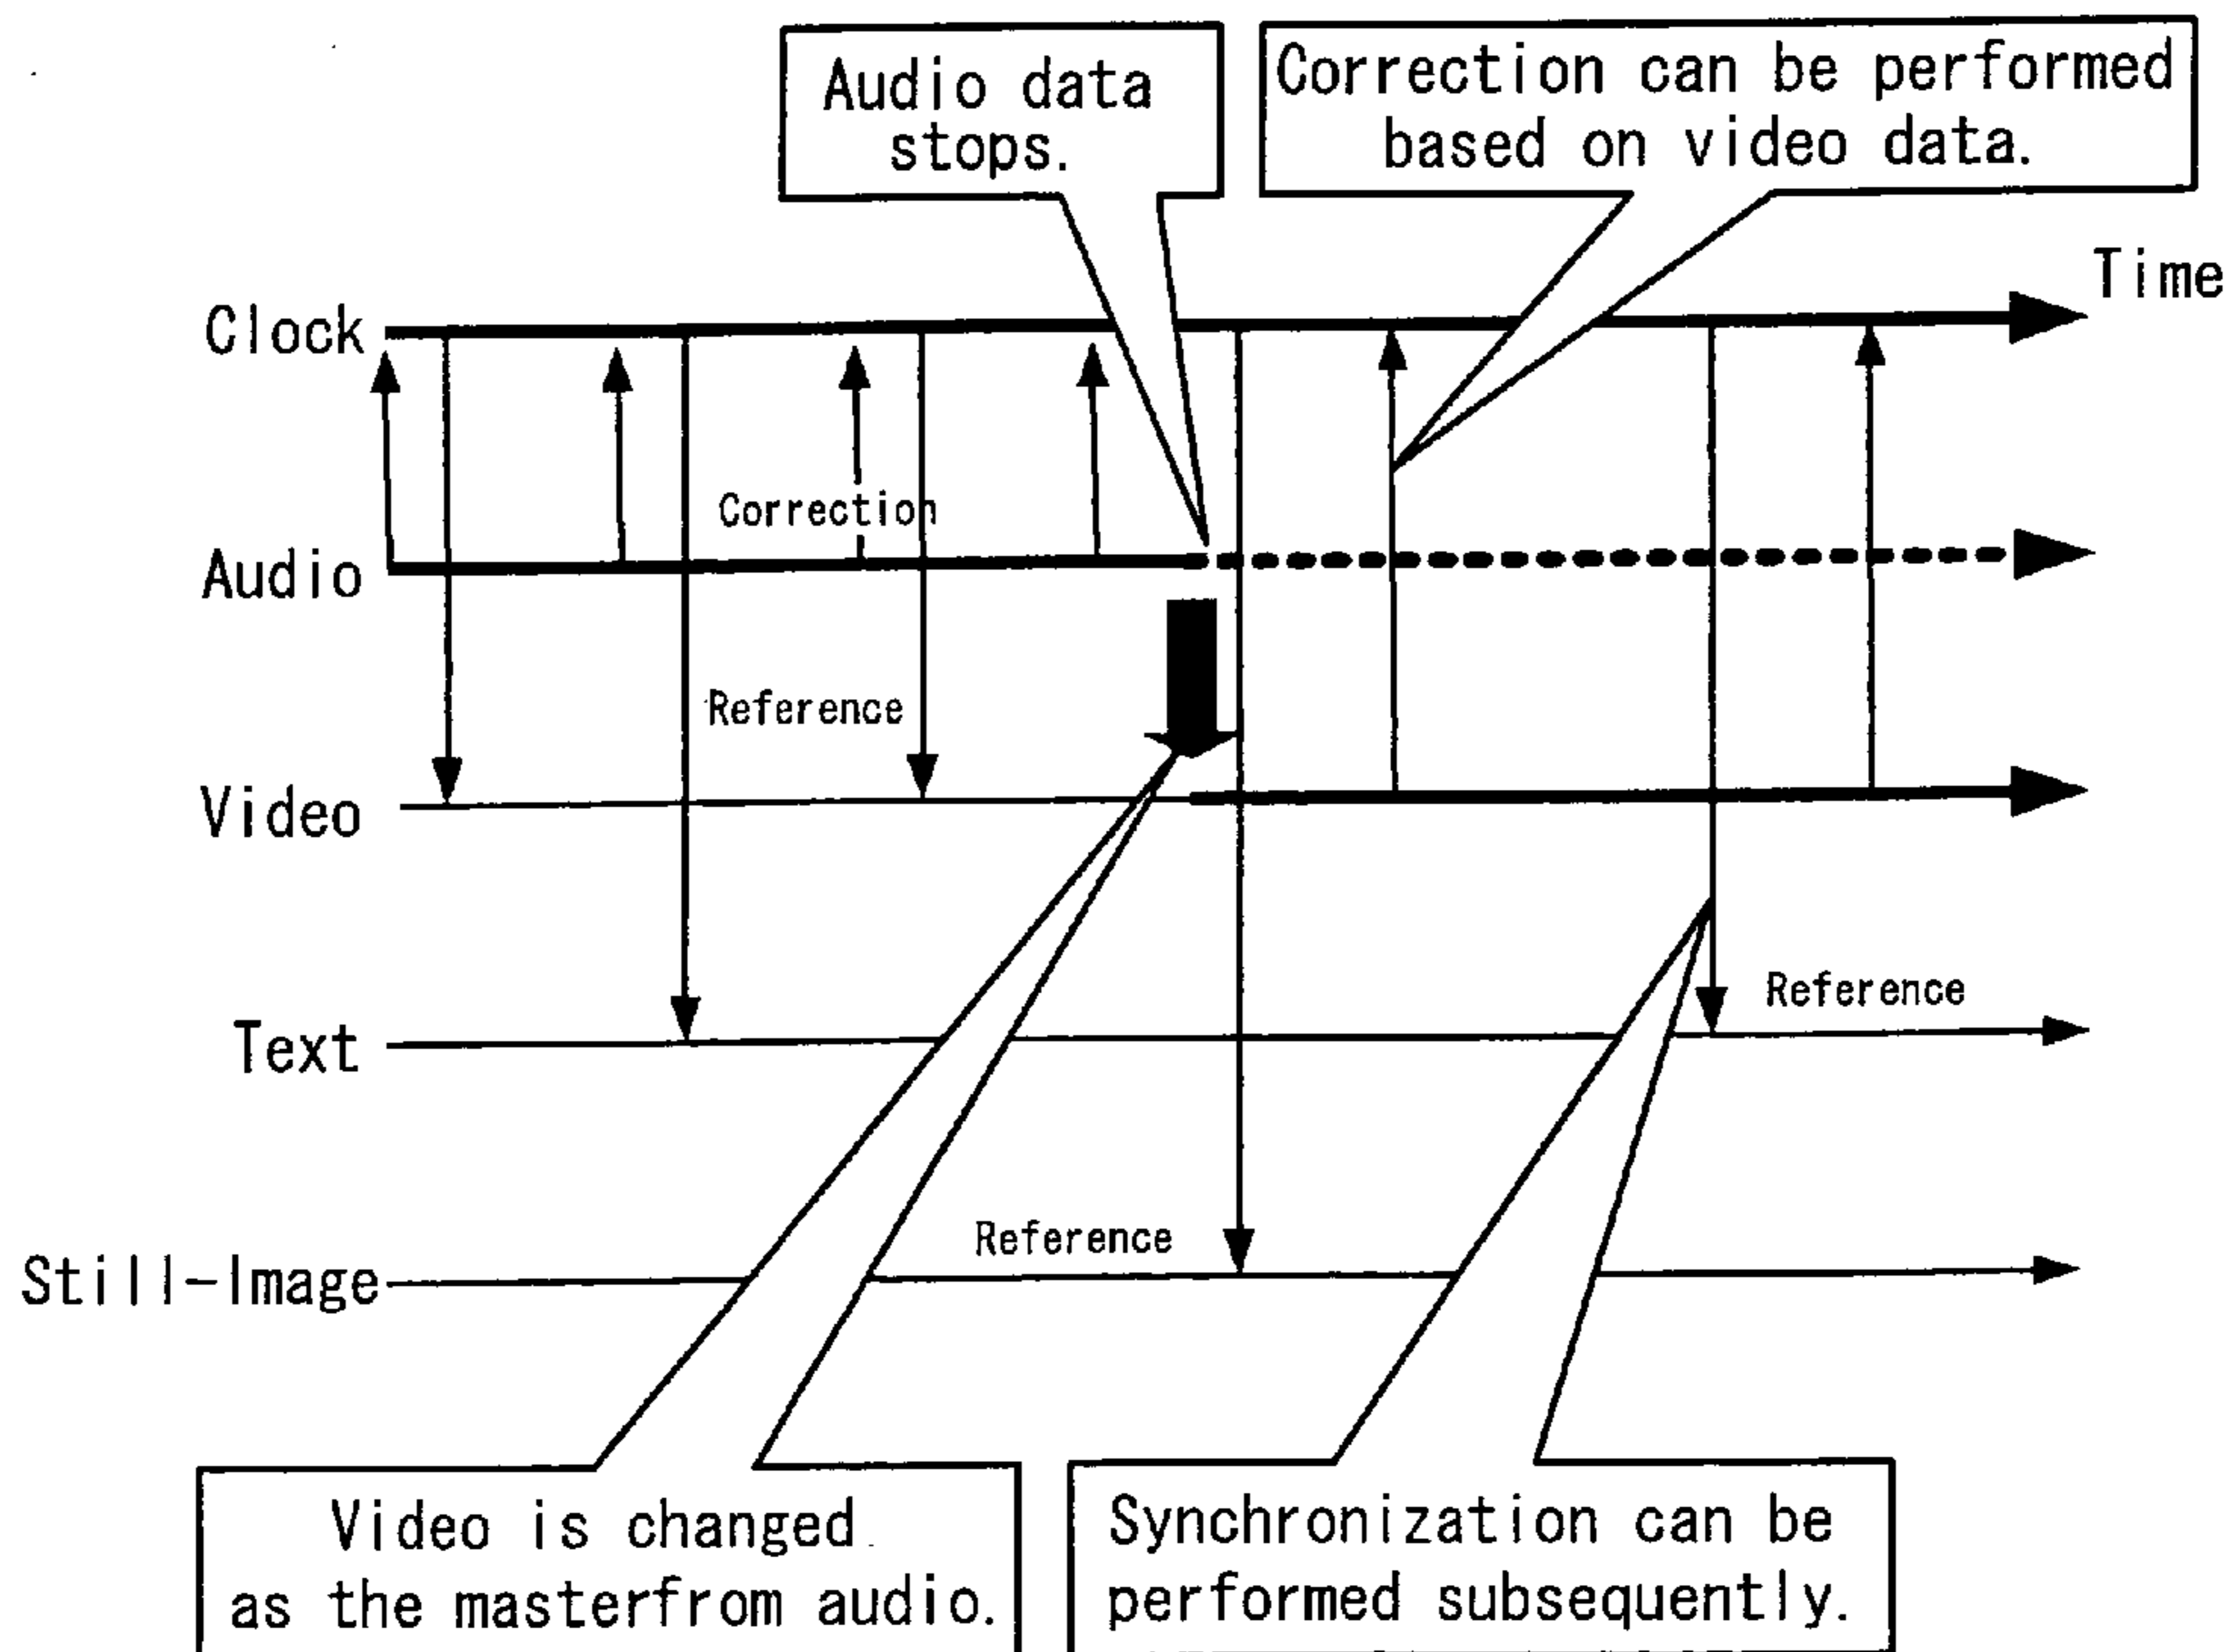 Audio data
stops.
Correction can be performed
based on video data.
Time
Clock
Correction
Audio
Reference
Video
Reference
Text
Reference
Still-Image
Video is changed
as the masterfrom audio.
Synchronization can be
performed subsequently.